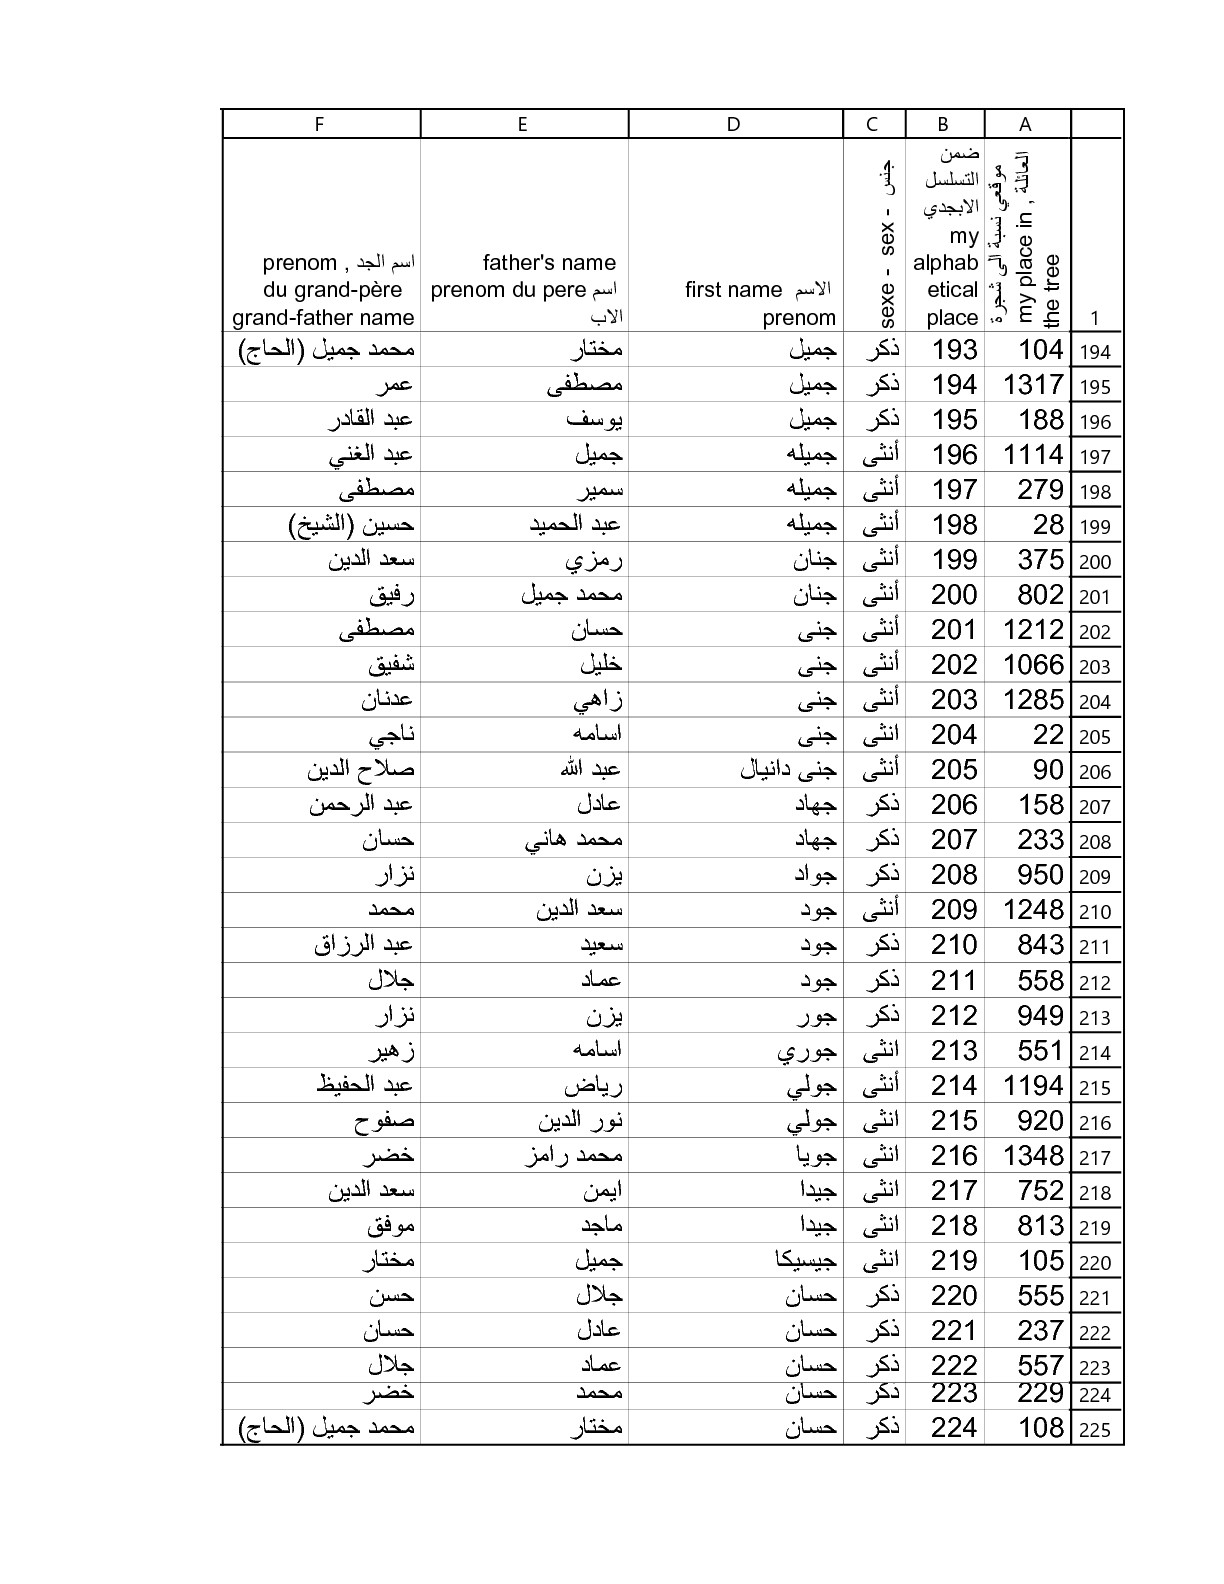 A B C D E F
1
موقعي نسبة الى شجرة
العائلة , my place in
the tree
ضمن
التسلسل
الابجدي
my
alphab
etical
place
sexe - sex - جنس
first name الاسم
prenom
father's name
prenom du pere اسم
الاب
prenom , اسم الجد
du grand-père
grand-father name
194 104 193 ذكر جميل مختار محمد جميل (الحاج)
195 1317 194 ذكر جميل مصطفى عمر
196 188 195 ذكر جميل يوسف عبد القادر
197 1114 196 أنثى جميله جميل عبد الغني
198 279 197 أنثى جميله سمير مصطفى
199 28 198 أنثى جميله عبد الحميد حسين (الشيخ)
200 375 199 أنثى جنان رمزي سعد الدين
201 802 200 أنثى جنان محمد جميل رفيق
202 1212 201 أنثى جنى حسان مصطفى
203 1066 202 أنثى جنى خليل شفيق
204 1285 203 أنثى جنى زاهي عدنان
205 22 204 انثى جنى اسامه ناجي
206 90 205 أنثى جنى دانيال عبد الله صلاح الدين
207 158 206 ذكر جهاد عادل عبد الرحمن
208 233 207 ذكر جهاد محمد هاني حسان
209 950 208 ذكر جواد يزن نزار
210 1248 209 أنثى جود سعد الدين محمد
211 843 210 ذكر جود سعيد عبد الرزاق
212 558 211 ذكر جود عماد جلال
213 949 212 ذكر جور يزن نزار
214 551 213 انثى جوري اسامه زهير
215 1194 214 أنثى جولي رياض عبد الحفيظ
216 920 215 انثى جولي نور الدين صفوح
217 1348 216 انثى جويا محمد رامز خضر
218 752 217 انثى جيدا ايمن سعد الدين
219 813 218 انثى جيدا ماجد موفق
220 105 219 انثى جيسيكا جميل مختار
221 555 220 ذكر حسان جلال حسن
222 237 221 ذكر حسان عادل حسان
223 557 222 ذكر حسان عماد جلال
224 229 223 ذكر حسان محمد خضر
225 108 224 ذكر حسان مختار محمد جميل (الحاج)